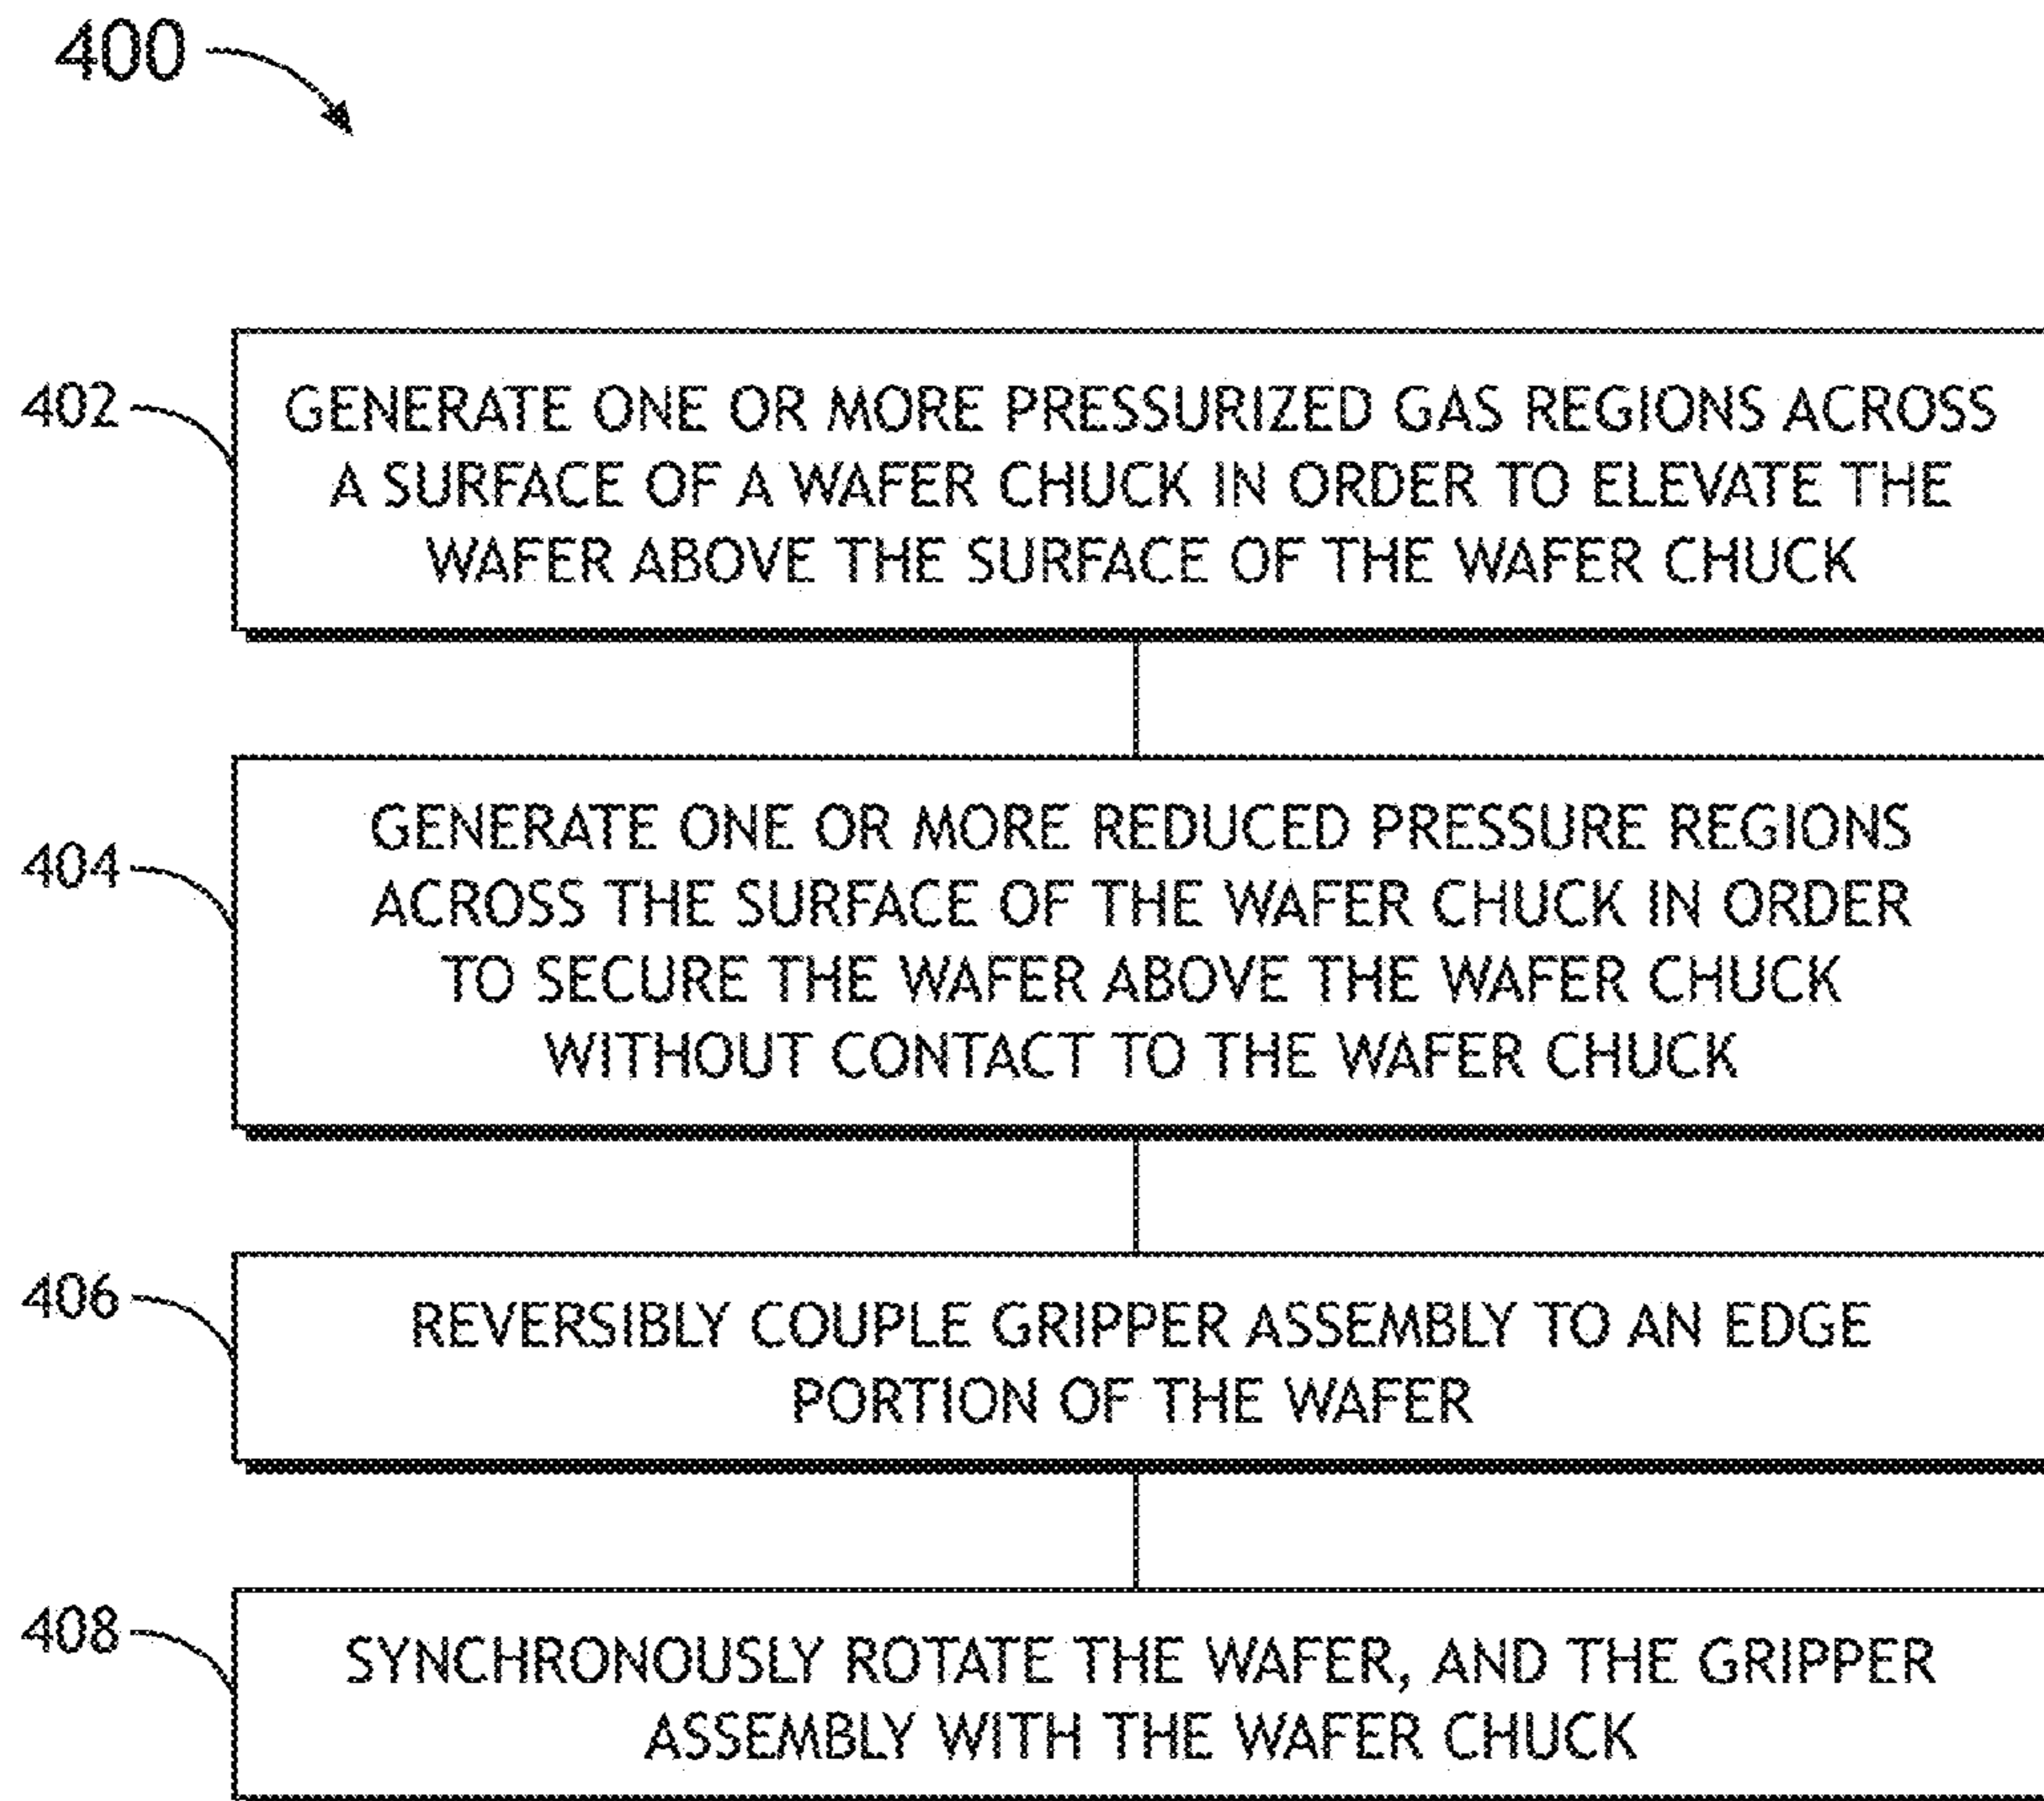 400
402
GENERATE ONE OR MORE PRESSURIZED GAS REGIONS ACROSS
A SURFACE OF A WAFER CHUCK IN ORDER TO ELEVATE THE
WAFER ABOVE THE SURFACE OF THE WAFER CHUCK
404
GENERATE ONE OR MORE REDUCED PRESSURE REGIONS
ACROSS THE SURFACE OF THE WAFER CHUCK IN ORDER
TO SECURE THE WAFER ABOVE THE WAFER CHUCK
WITHOUT CONTACT TO THE WAFER CHUCK
406
REVERSIBLY COUPLE GRIPPER ASSEMBLY TO AN EDGE
PORTION OF THE WAFER
408
SYNCHRONOUSLY ROTATE THE WAFER, AND THE GRIPPER
ASSEMBLY WITH THE WAFER CHUCK